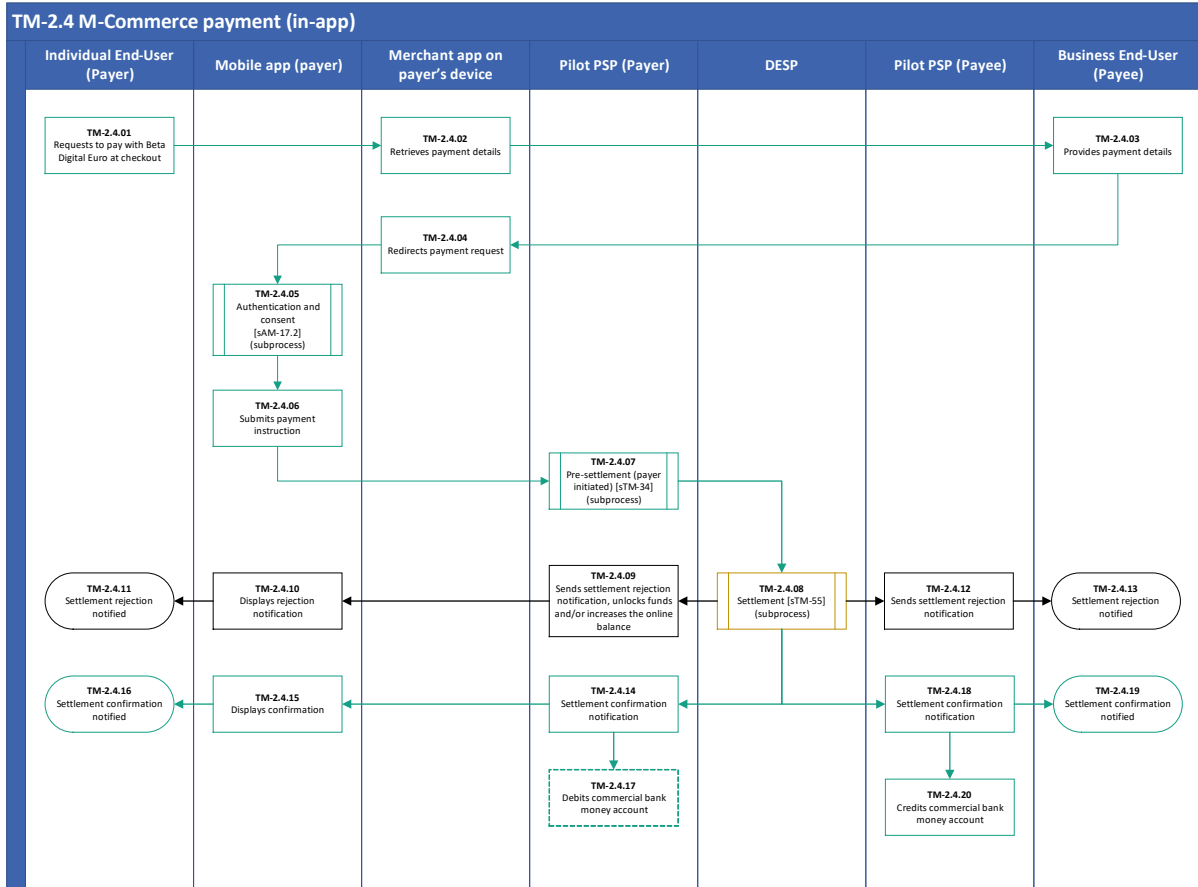 TM-2.4 M-Commerce payment (in-app)
Individual End-User
(Payer)
Mobile app (payer)
Merchant app on
payer's device
Pilot PSP (Payer)
DESP
Pilot PSP (Payee)
Business End-User
(Payee)
TM-2.4.01
Requests to pay with Beta
Digital Euro at checkout
TM-2.4.02
Retrieves payment details
TM-2.4.03
Provides payment details
TM-2.4.04
Redirects payment request
TM-2.4.05
Authentication and
consent
[sAM-17.2]
(subprocess)
TM-2.4.06
Submits payment
instruction
TM-2.4.07
Pre-settlement (payer
initiated) [sTM-34]
(subprocess)
TM-2.4.11
Settlement rejection
notified
TM-2.4.10
Displays rejection
notification
TM-2.4.09
Sends settlement rejection
notification, unlocks funds
and/or increases the online
balance
TM-2.4.08
Settlement [sTM-55]
(subprocess)
TM-2.4.12
Sends settlement rejection
notification
TM-2.4.13
Settlement rejection
notified
TM-2.4.16
Settlement confirmation
notified
TM-2.4.15
Displays confirmation
TM-2.4.14
Settlement confirmation
notification
TM-2.4.18
Settlement confirmation
notification
TM-2.4.19
Settlement confirmation
notified
TM-2.4.17
Debits commercial bank
money account
TM-2.4.20
Credits commercial bank
money account